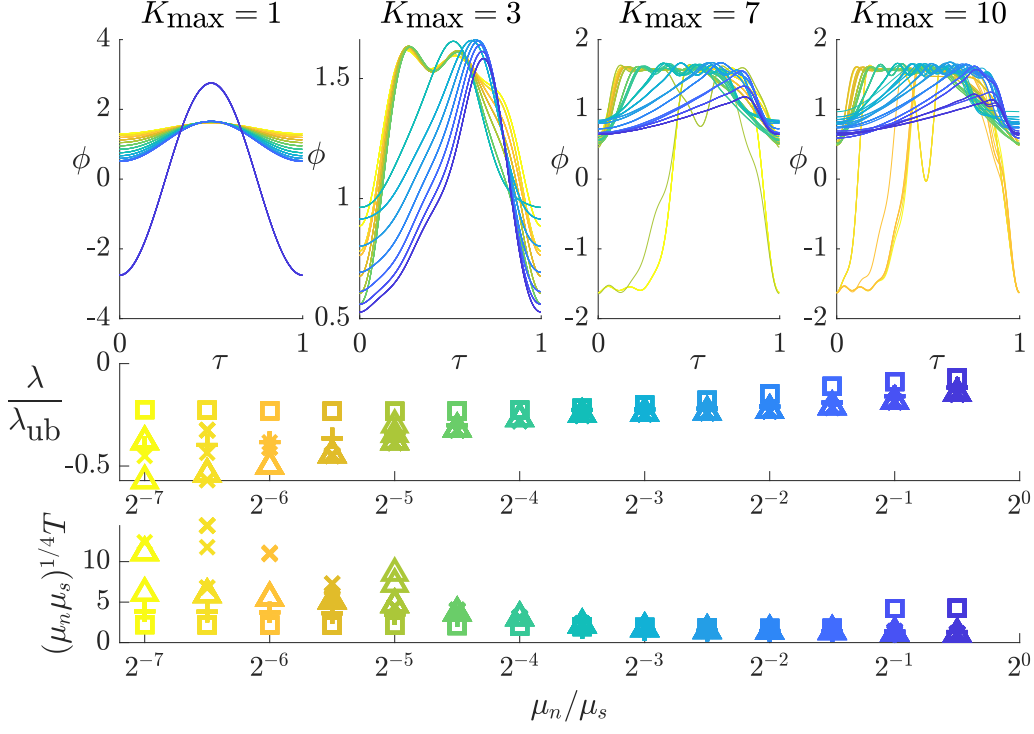 K_max = 1 K_max = 3 K_max = 7 K_max = 10
4 2 0 -2 -4
ϕ
0 τ 1
1.5 1 0.5
ϕ
0 τ 1
2 1 0 -1 -2
ϕ
0 τ 1
2 1 0 -1 -2
ϕ
0 τ 1
λ/λ_ub
0 -0.5
2^-7 2^-6 2^-5 2^-4 2^-3 2^-2 2^-1 2^0
(μ_n μ_s)^1/4 T
10 5 0
2^-7 2^-6 2^-5 2^-4 2^-3 2^-2 2^-1 2^0
μ_n/μ_s